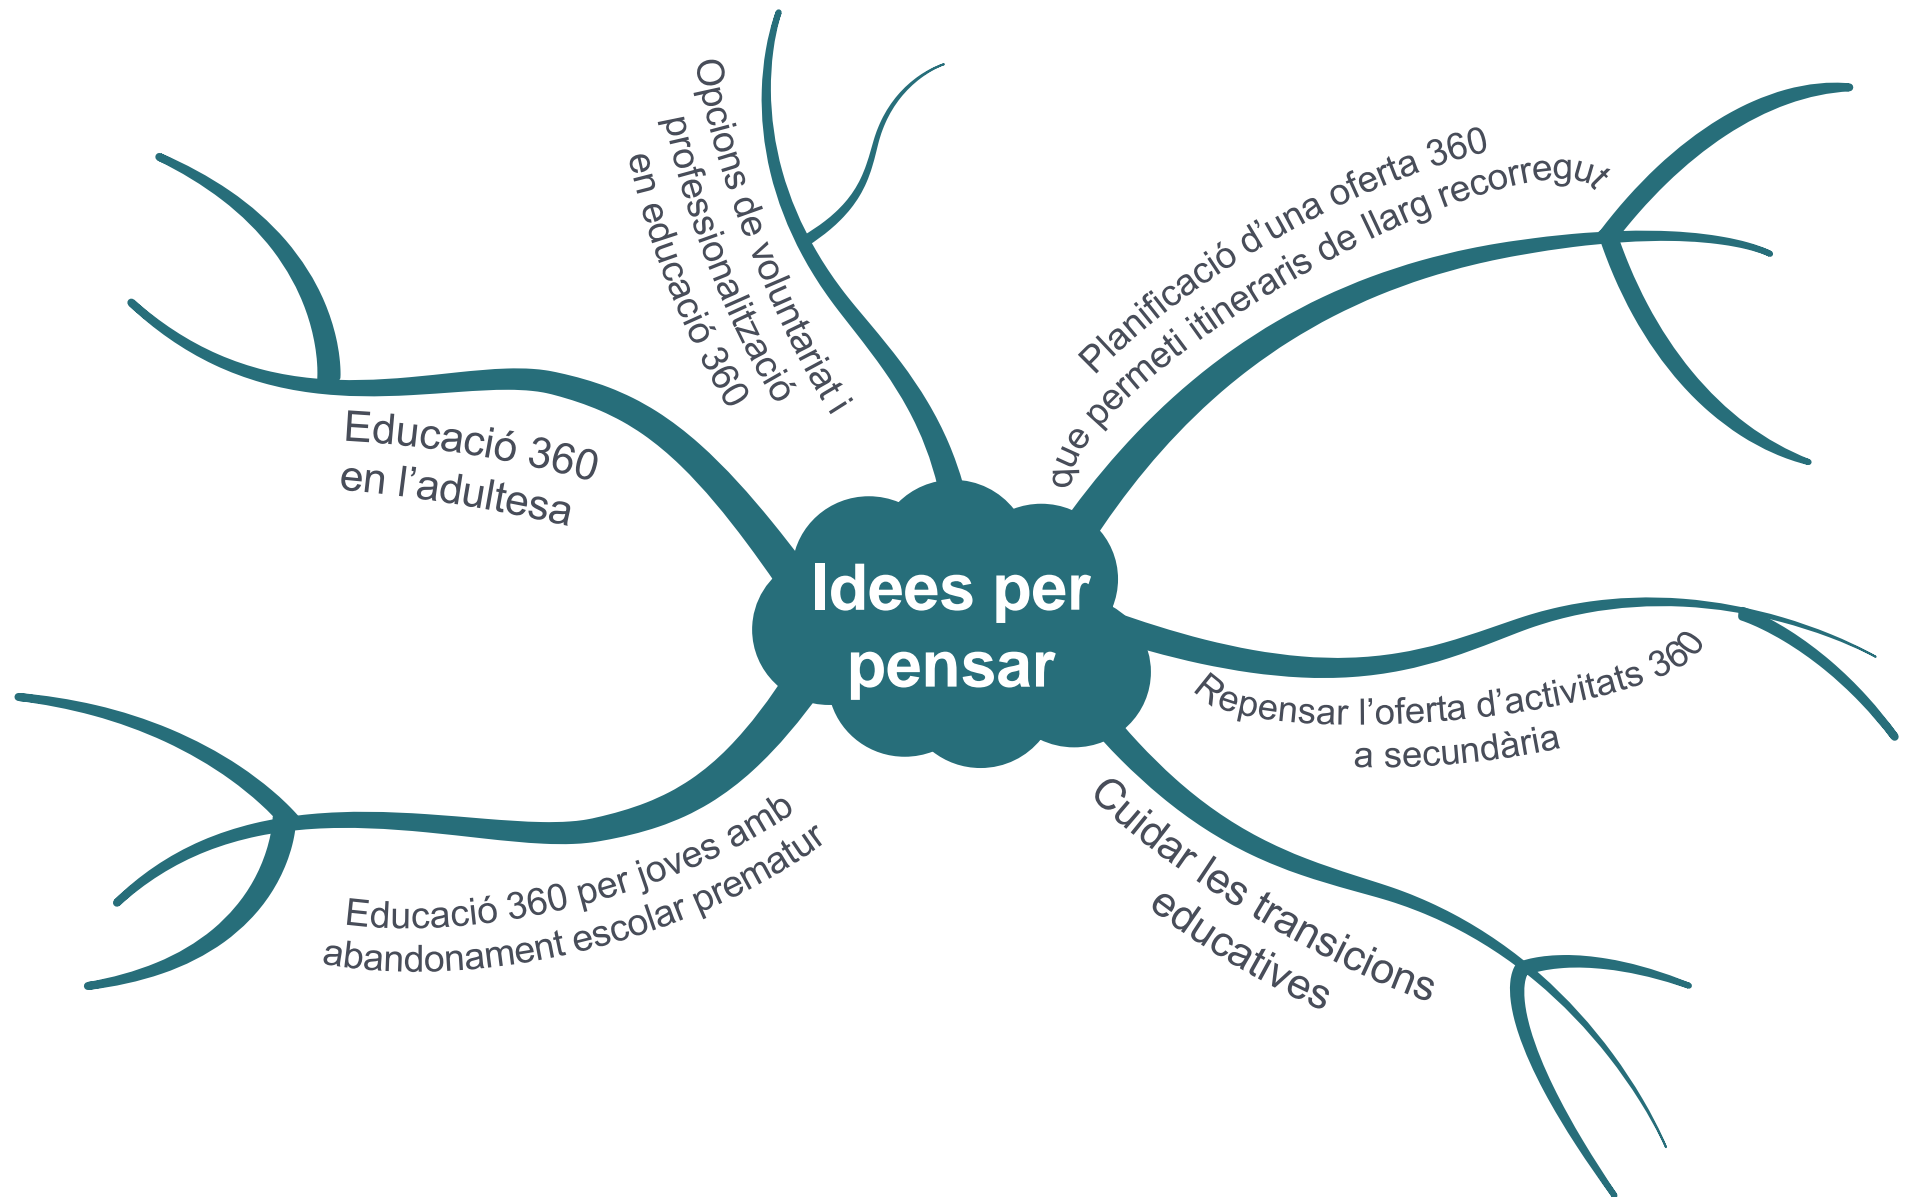 Idees per
pensar
Opcions de voluntariat i
professionalització
en educació 360
Planificació d’una oferta 360
que permeti itineraris de llarg recorregut
Educació 360
en l’adultesa
Repensar l’oferta d’activitats 360
a secundària
Educació 360 per joves amb
abandonament escolar prematur
Cuidar les transicions
educatives